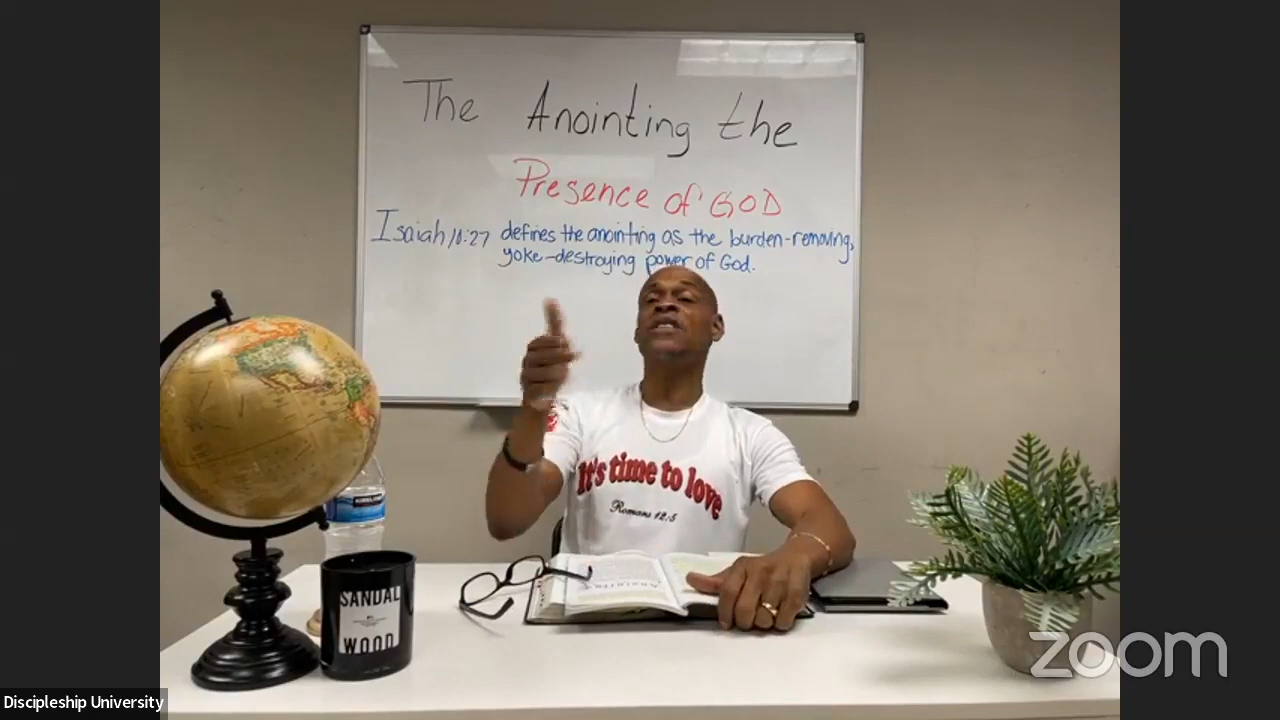 The Anointing the
Presence of GOD
Isaiah 10:27 defines the anointing as the burden-removing,
yoke-destroying power of God.
It's time to love
Romans 12:5
SANDAL
WOOD
zoom
Discipleship University